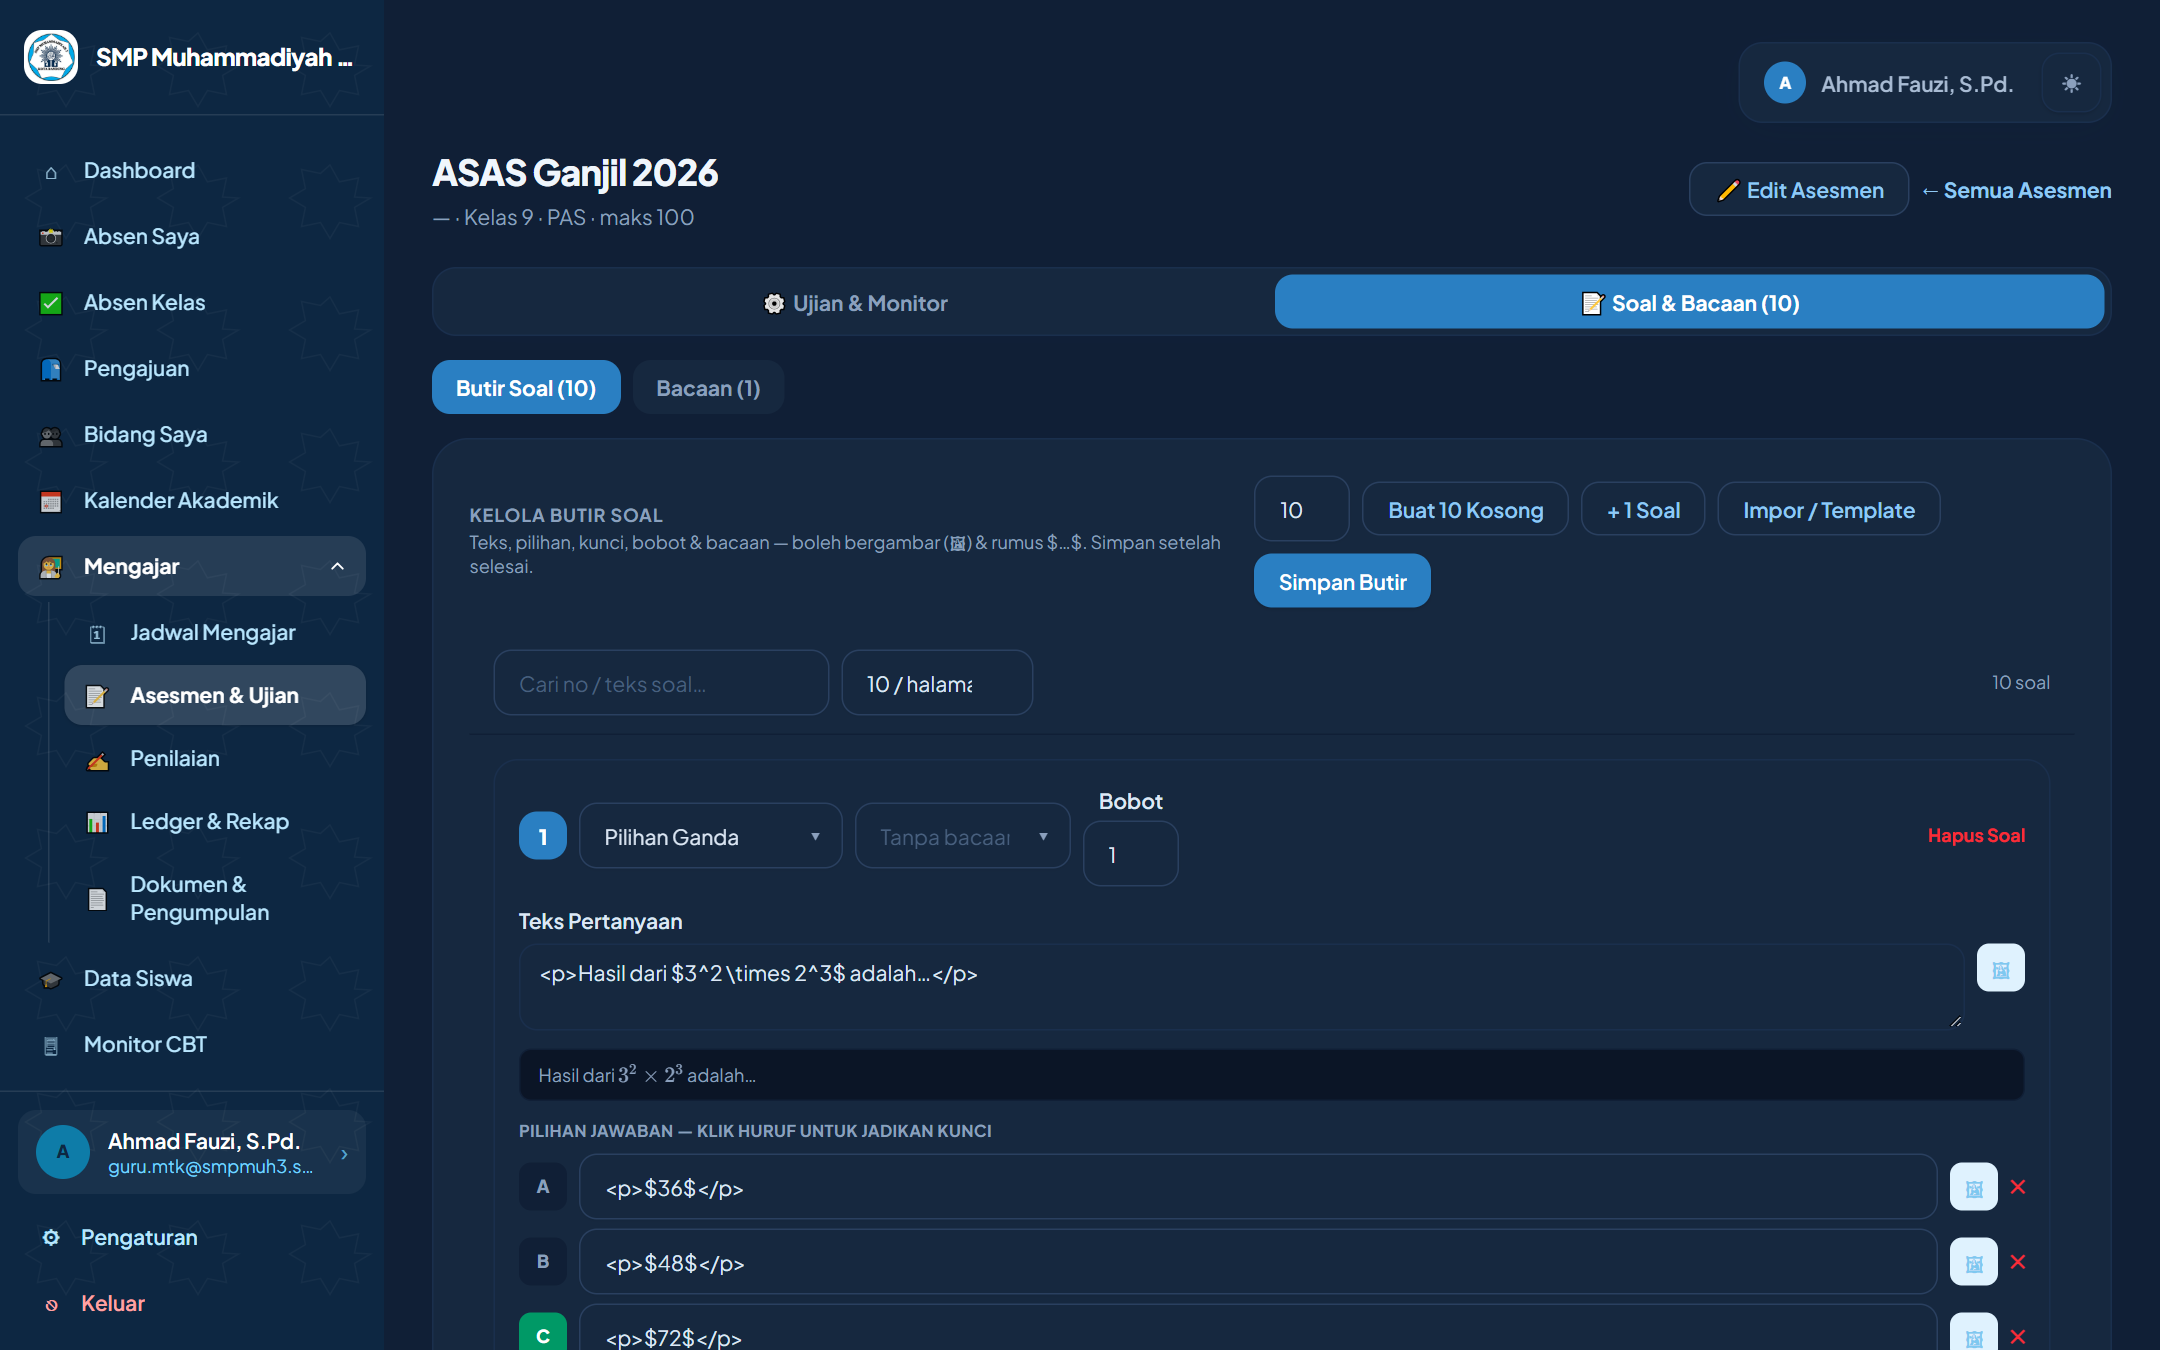 SMP Muhammadiyah ...
Dashboard
Absen Saya
Absen Kelas
Pengajuan
Bidang Saya
Kalender Akademik
Mengajar
Jadwal Mengajar
Asesmen & Ujian
Penilaian
Ledger & Rekap
Dokumen &
Pengumpulan
Data Siswa
Monitor CBT
A
Ahmad Fauzi, S.Pd.
guru.mtk@smpmuh3.s...
Pengaturan
Keluar
A Ahmad Fauzi, S.Pd.
ASAS Ganjil 2026
— · Kelas 9 · PAS · maks 100
Edit Asesmen
← Semua Asesmen
Ujian & Monitor
Soal & Bacaan (10)
Butir Soal (10)
Bacaan (1)
KELOLA BUTIR SOAL
Teks, pilihan, kunci, bobot & bacaan — boleh bergambar (🖼) & rumus $...$. Simpan setelah
selesai.
10
Buat 10 Kosong
+ 1 Soal
Impor / Template
Simpan Butir
Cari no / teks soal...
10 / halama
10 soal
1
Pilihan Ganda
Tanpa bacaan
Bobot
1
Hapus Soal
Teks Pertanyaan
<p>Hasil dari $3^2 \times 2^3$ adalah...</p>
Hasil dari 3² × 2³ adalah...
PILIHAN JAWABAN — KLIK HURUF UNTUK JADIKAN KUNCI
A <p>$36$</p>
B <p>$48$</p>
C <p>$72$</p>